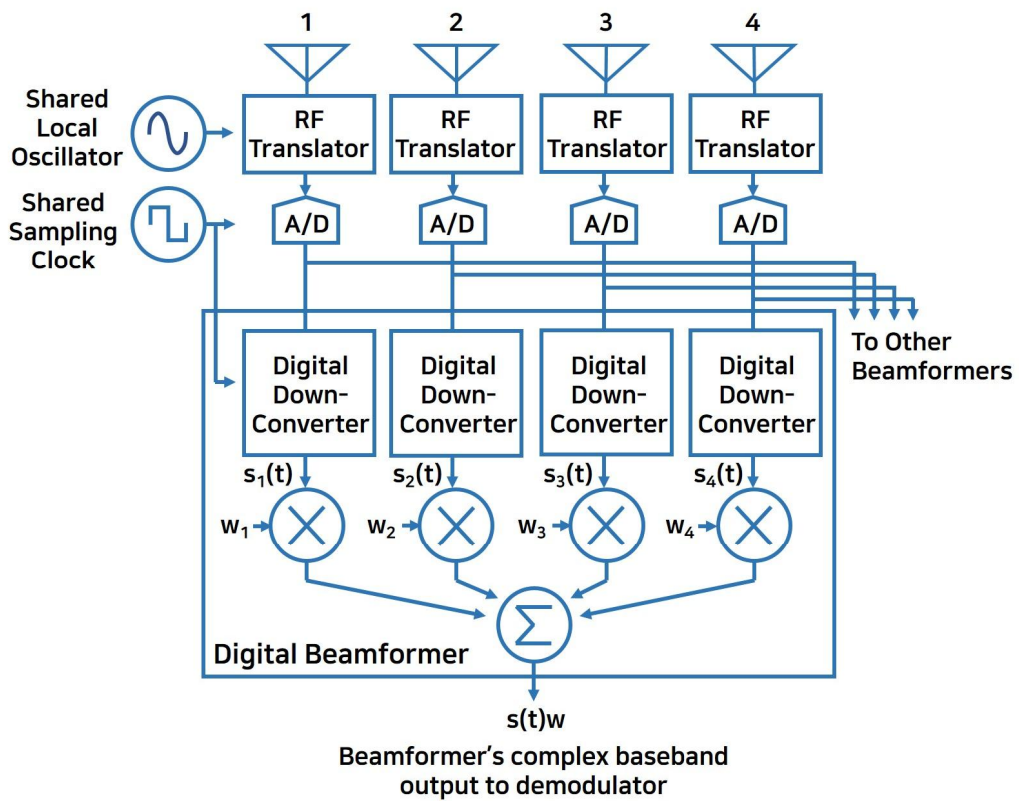 1
2
3
4
Shared
Local
Oscillator
RF
Translator
RF
Translator
RF
Translator
RF
Translator
Shared
Sampling
Clock
A/D
A/D
A/D
A/D
To Other
Beamformers
Digital
Down-
Converter
Digital
Down-
Converter
Digital
Down-
Converter
Digital
Down-
Converter
s₁(t)
s₂(t)
s₃(t)
s₄(t)
w₁
w₂
w₃
w₄
Σ
Digital Beamformer
s(t)w
Beamformer’s complex baseband
output to demodulator